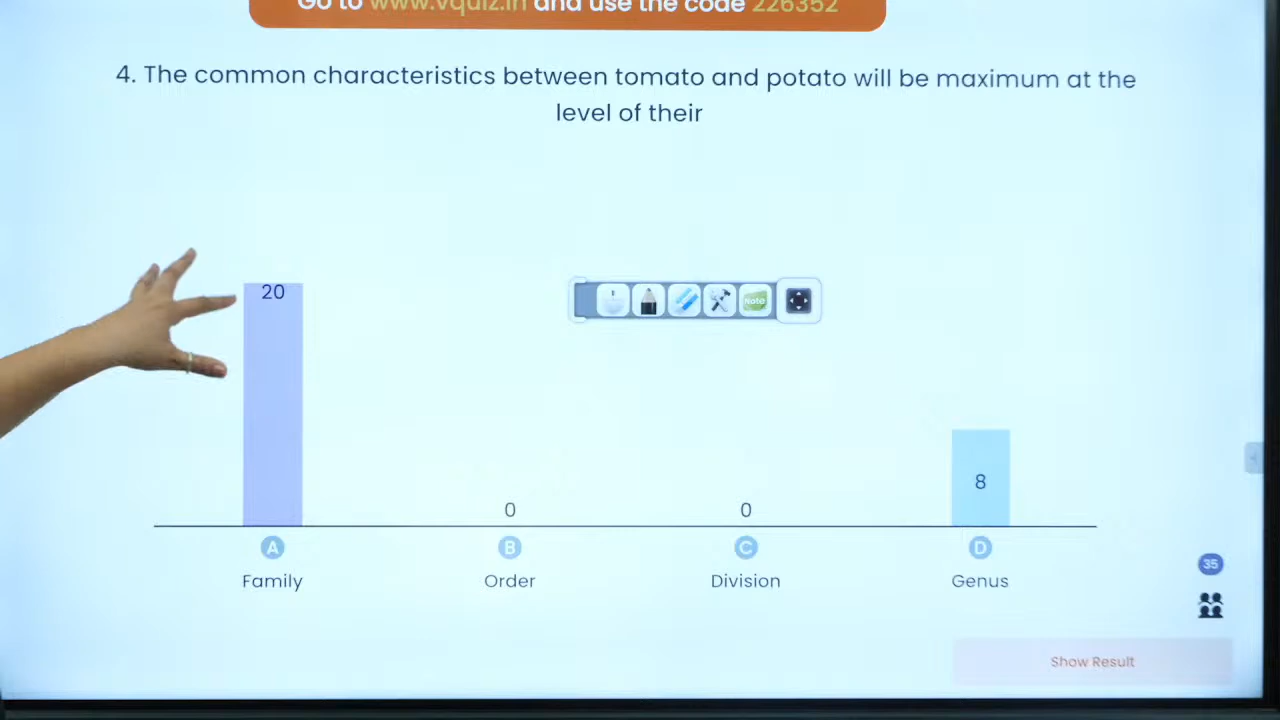 Go to www.vquiz.in and use the code 226352
4. The common characteristics between tomato and potato will be maximum at the
level of their
20
Note
8
0
0
A
B
C
D
Family
Order
Division
Genus
35
Show Result